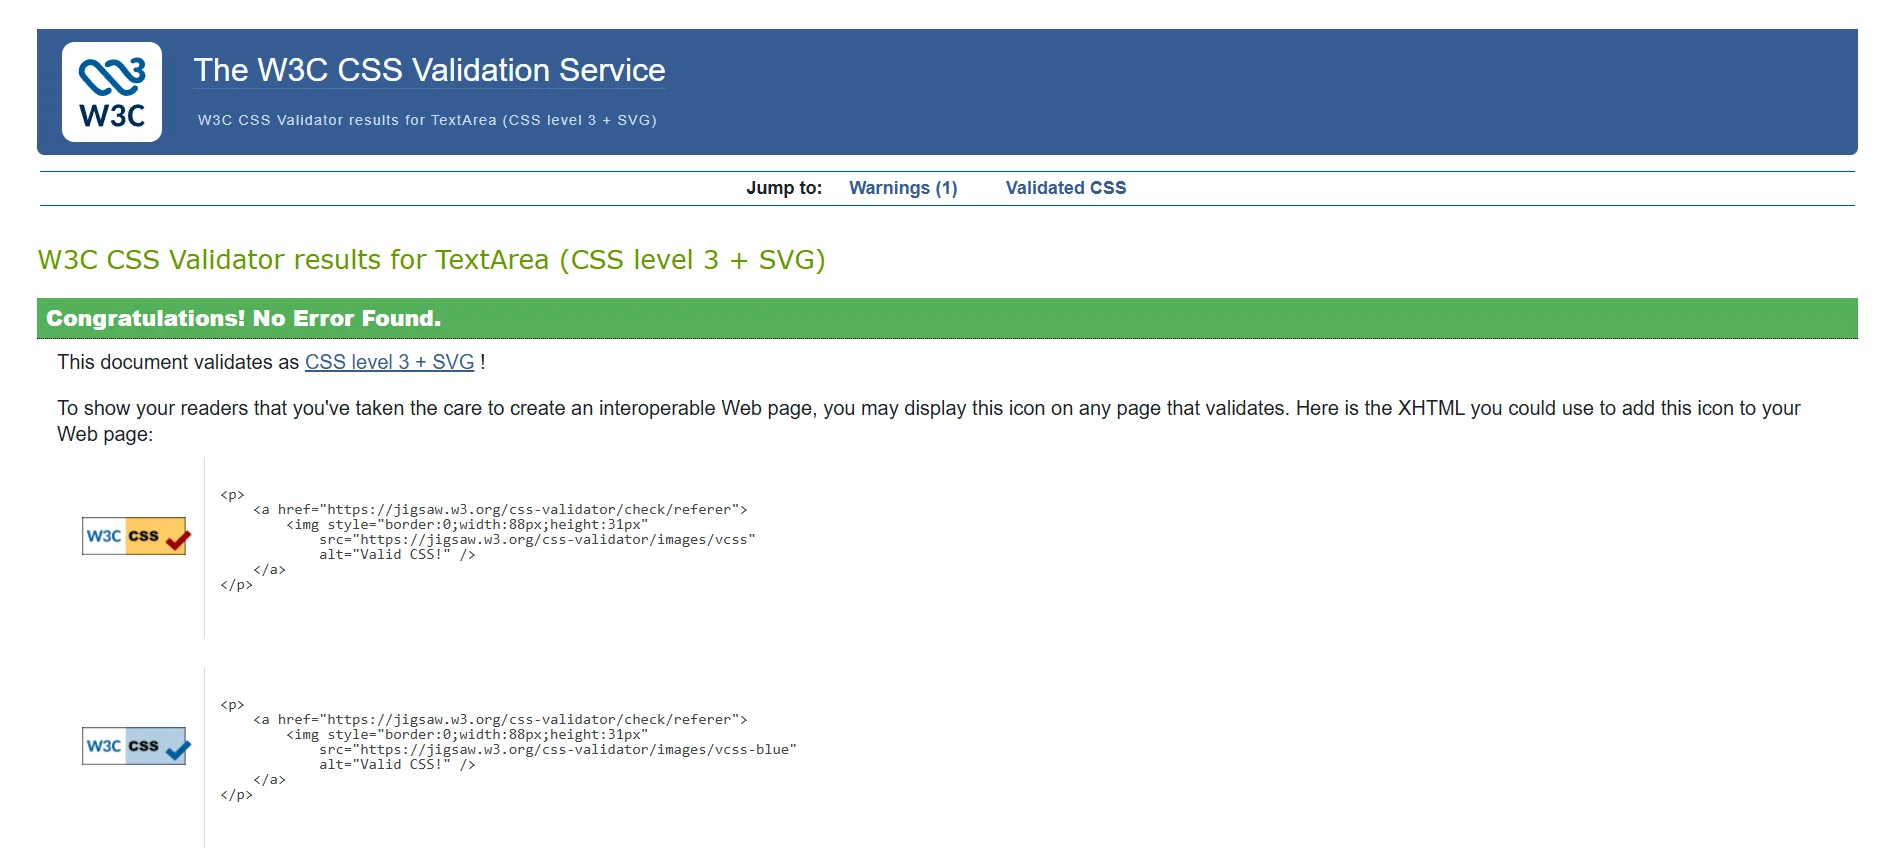 W3C
The W3C CSS Validation Service
W3C CSS Validator results for TextArea (CSS level 3 + SVG)
Jump to: Warnings (1) Validated CSS
W3C CSS Validator results for TextArea (CSS level 3 + SVG)
Congratulations! No Error Found.
This document validates as CSS level 3 + SVG !
To show your readers that you've taken the care to create an interoperable Web page, you may display this icon on any page that validates. Here is the XHTML you could use to add this icon to your
Web page:
W3C CSS
<p>
    <a href="https://jigsaw.w3.org/css-validator/check/referer">
        <img style="border:0;width:88px;height:31px"
            src="https://jigsaw.w3.org/css-validator/images/vcss"
            alt="Valid CSS!" />
    </a>
</p>
W3C CSS
<p>
    <a href="https://jigsaw.w3.org/css-validator/check/referer">
        <img style="border:0;width:88px;height:31px"
            src="https://jigsaw.w3.org/css-validator/images/vcss-blue"
            alt="Valid CSS!" />
    </a>
</p>